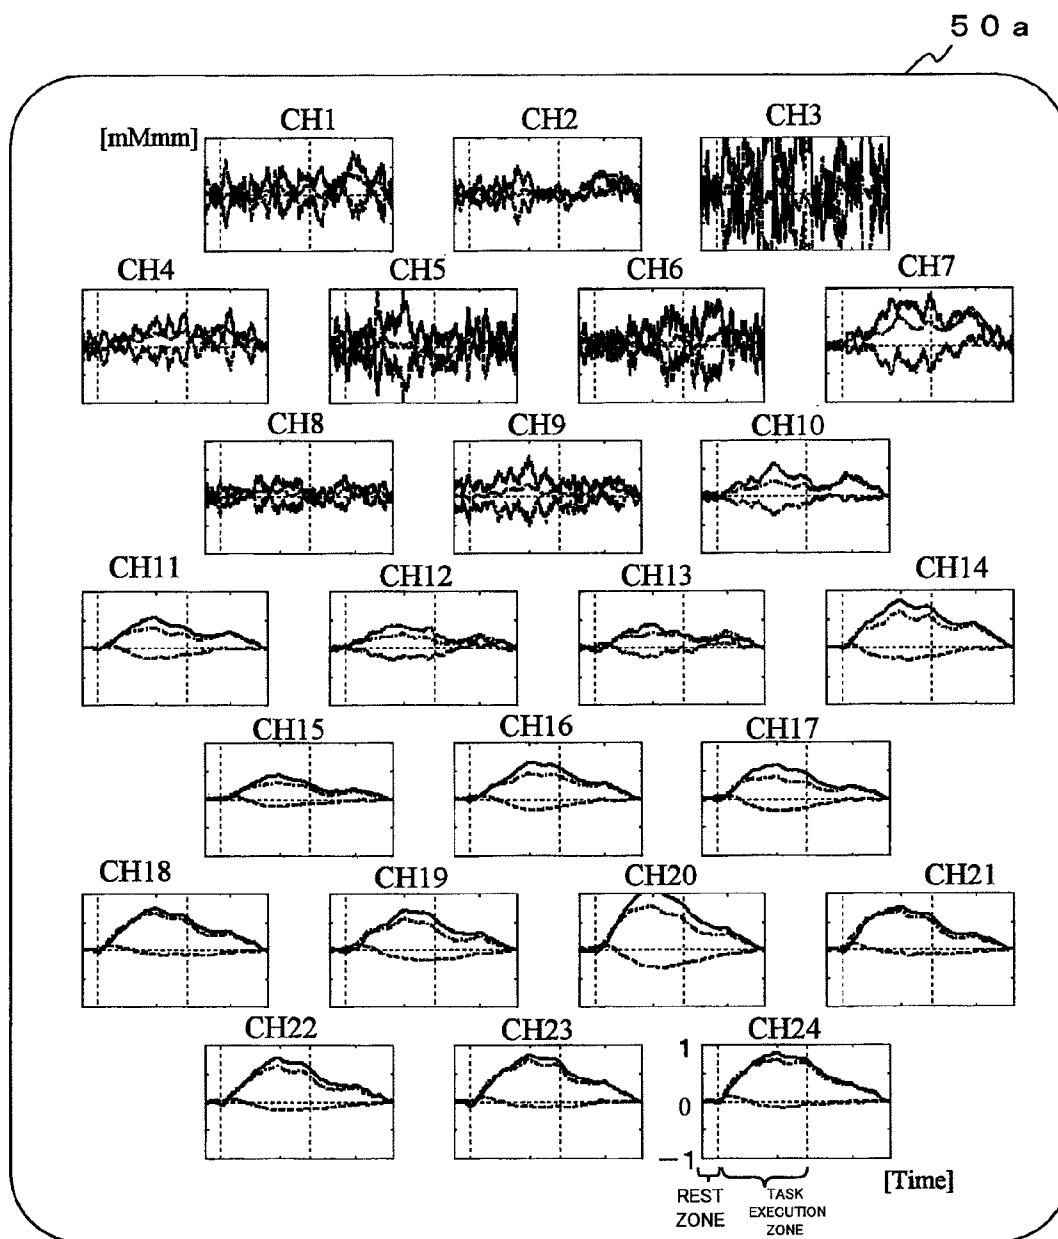 ５０ａ
[mMmm]
CH1
CH2
CH3
CH4
CH5
CH6
CH7
CH8
CH9
CH10
CH11
CH12
CH13
CH14
CH15
CH16
CH17
CH18
CH19
CH20
CH21
CH22
CH23
CH24
1
0
－1
[Time]
REST
ZONE
TASK
EXECUTION
ZONE